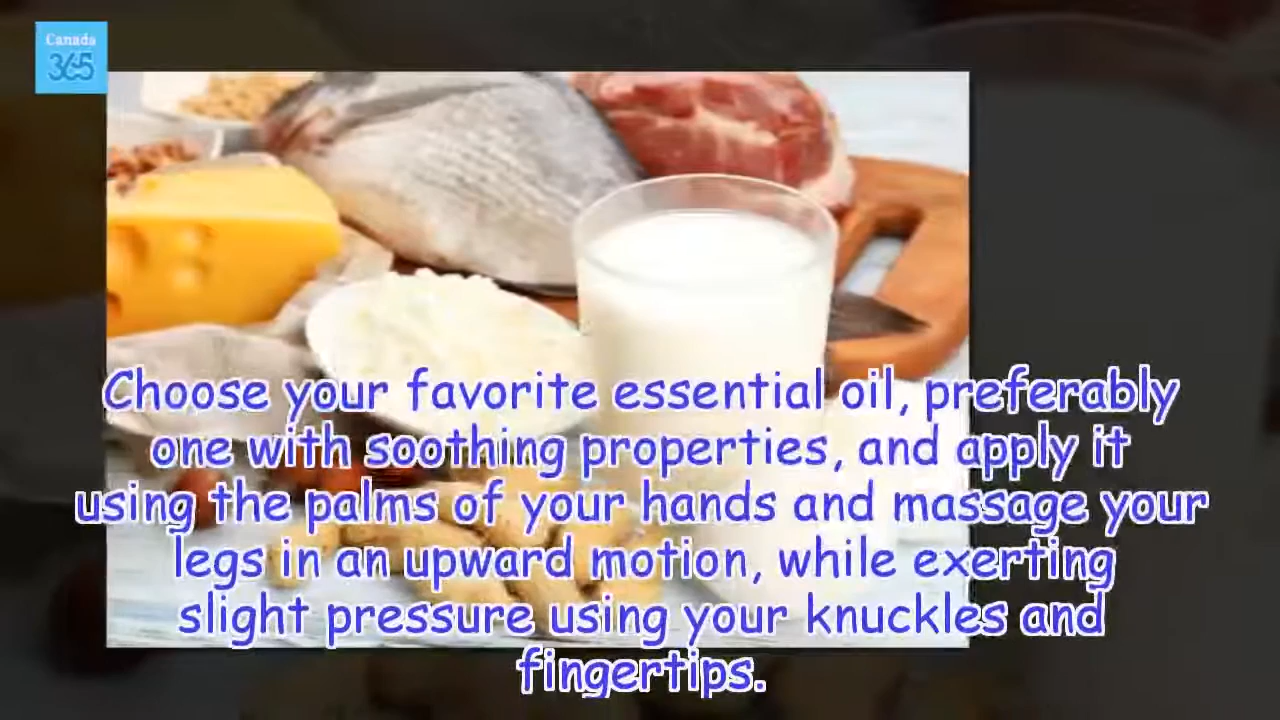 Canada
365
Choose your favorite essential oil, preferably
one with soothing properties, and apply it
using the palms of your hands and massage your
legs in an upward motion, while exerting
slight pressure using your knuckles and
fingertips.